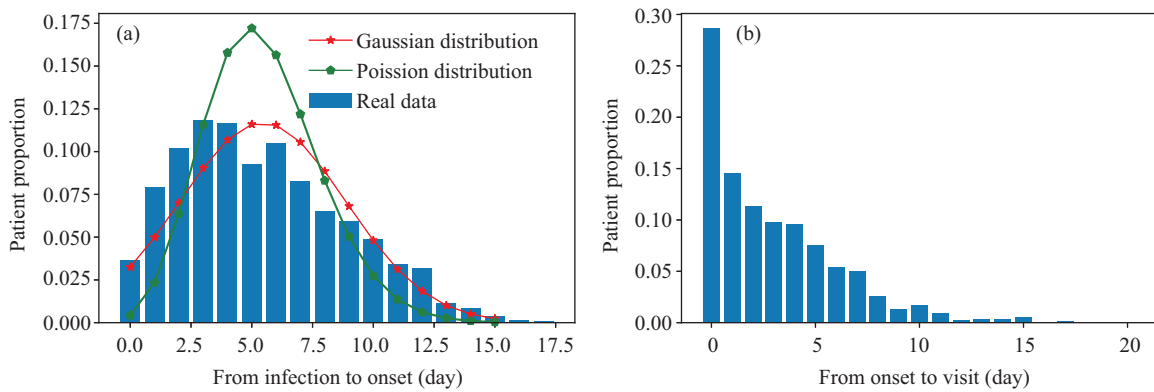 (a)
Gaussian distribution
Poission distribution
Real data
Patient proportion
0.175
0.150
0.125
0.100
0.075
0.050
0.025
0.000
0.0 2.5 5.0 7.5 10.0 12.5 15.0 17.5
From infection to onset (day)
(b)
Patient proportion
0.30
0.25
0.20
0.15
0.10
0.05
0.00
0 5 10 15 20
From onset to visit (day)